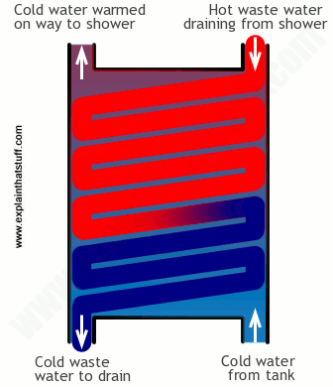 Cold water warmed
on way to shower
Hot waste water
draining from shower
www.explainthatstuff.com
Cold waste
water to drain
Cold water
from tank